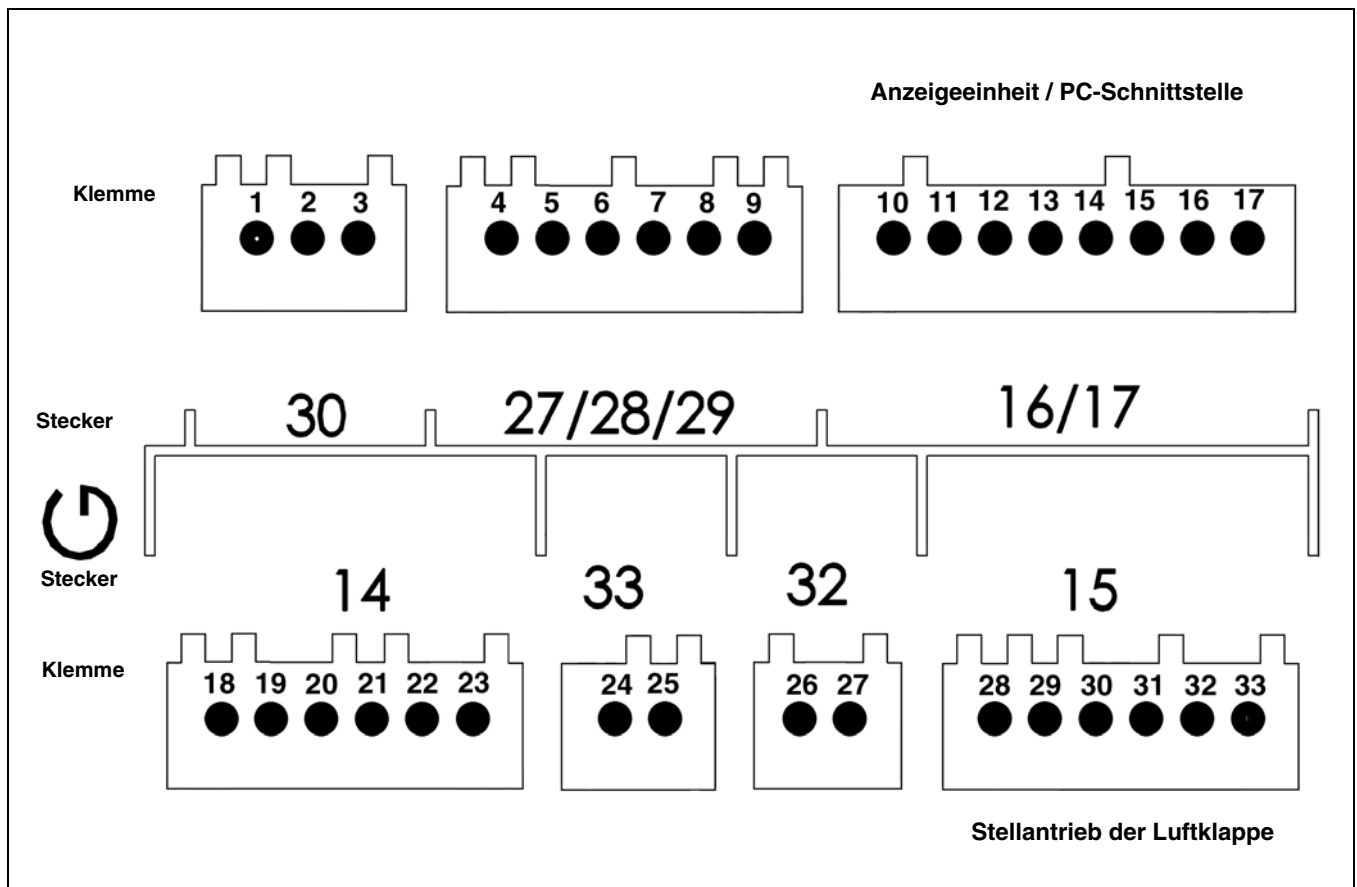 Anzeigeeinheit / PC-Schnittstelle
Klemme
1 2 3 4 5 6 7 8 9 10 11 12 13 14 15 16 17
Stecker 30 27/28/29 16/17
Stecker
14 33 32 15
Klemme
18 19 20 21 22 23 24 25 26 27 28 29 30 31 32 33
Stellantrieb der Luftklappe